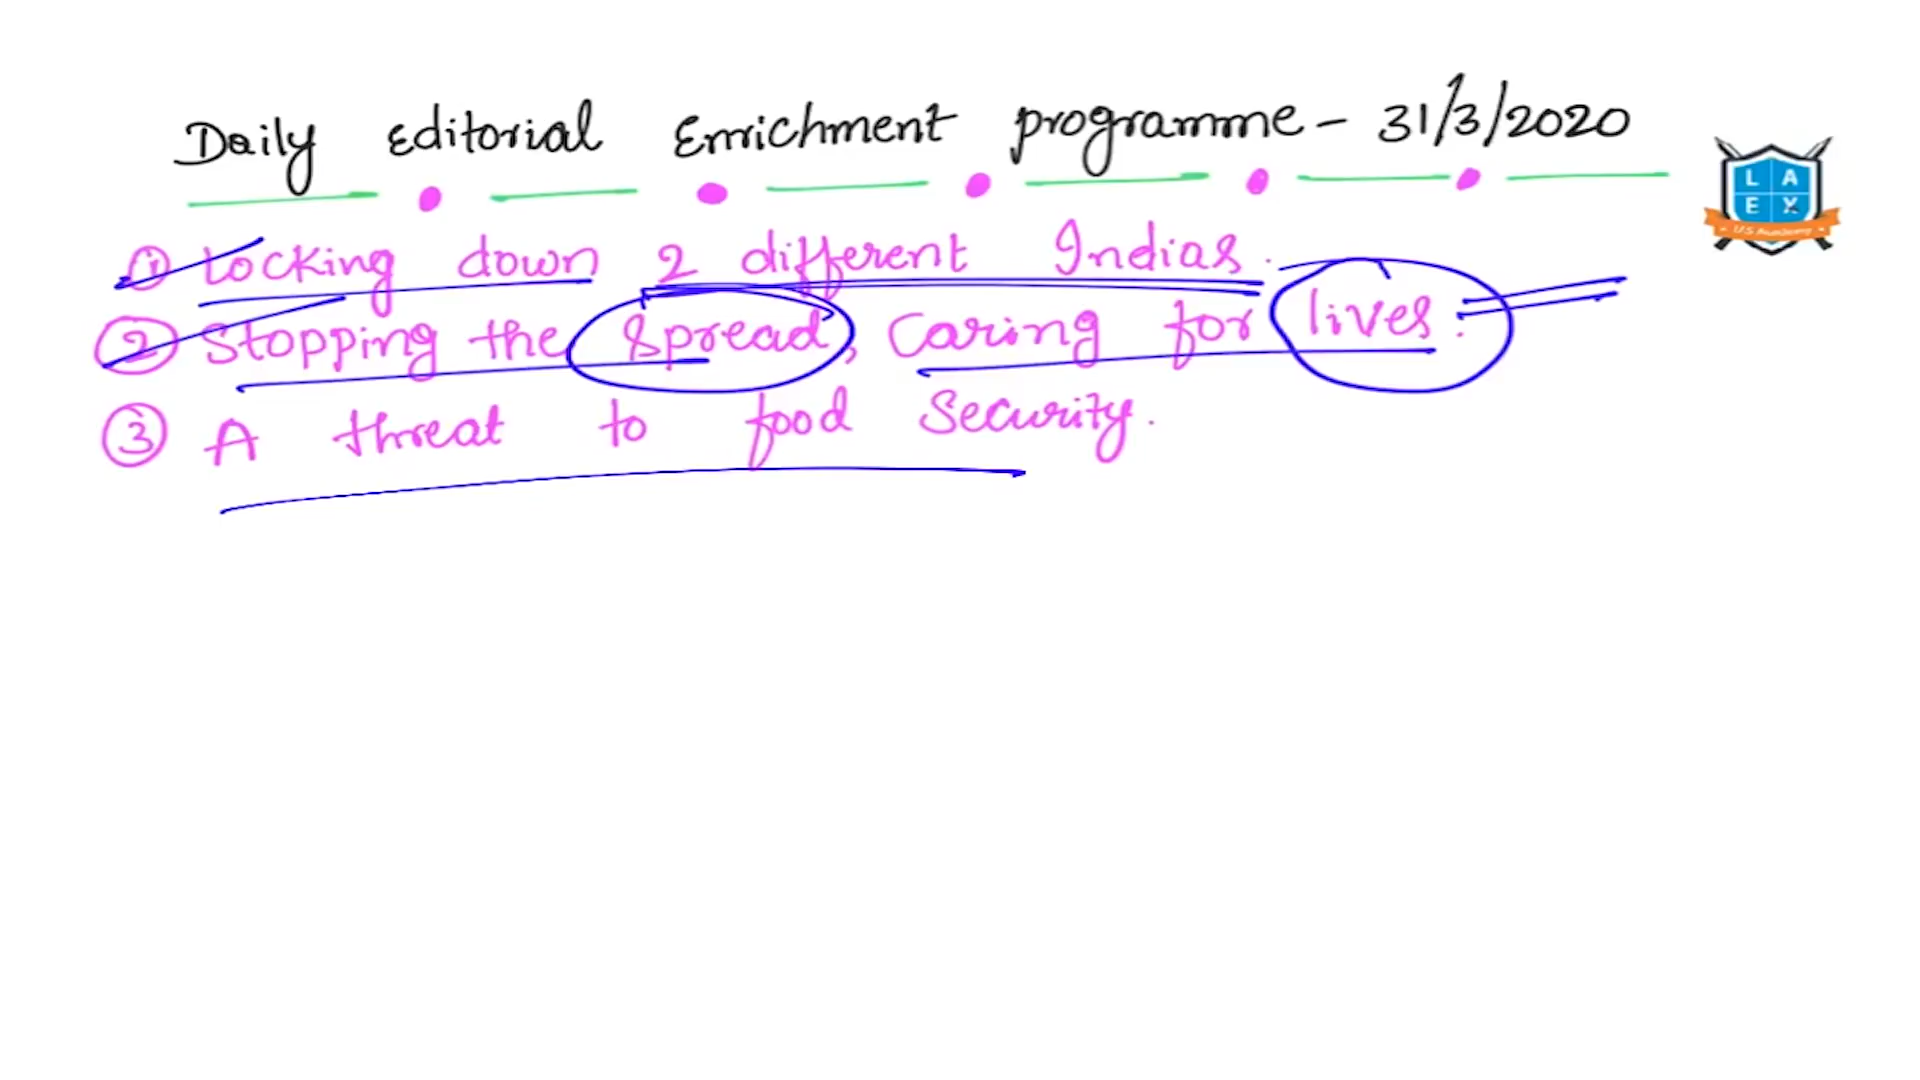 Daily Editorial Enrichment programme - 31/3/2020
① Locking down 2 different Indias.
② Stopping the spread, Caring for lives.
③ A threat to food Security.
L A
E X